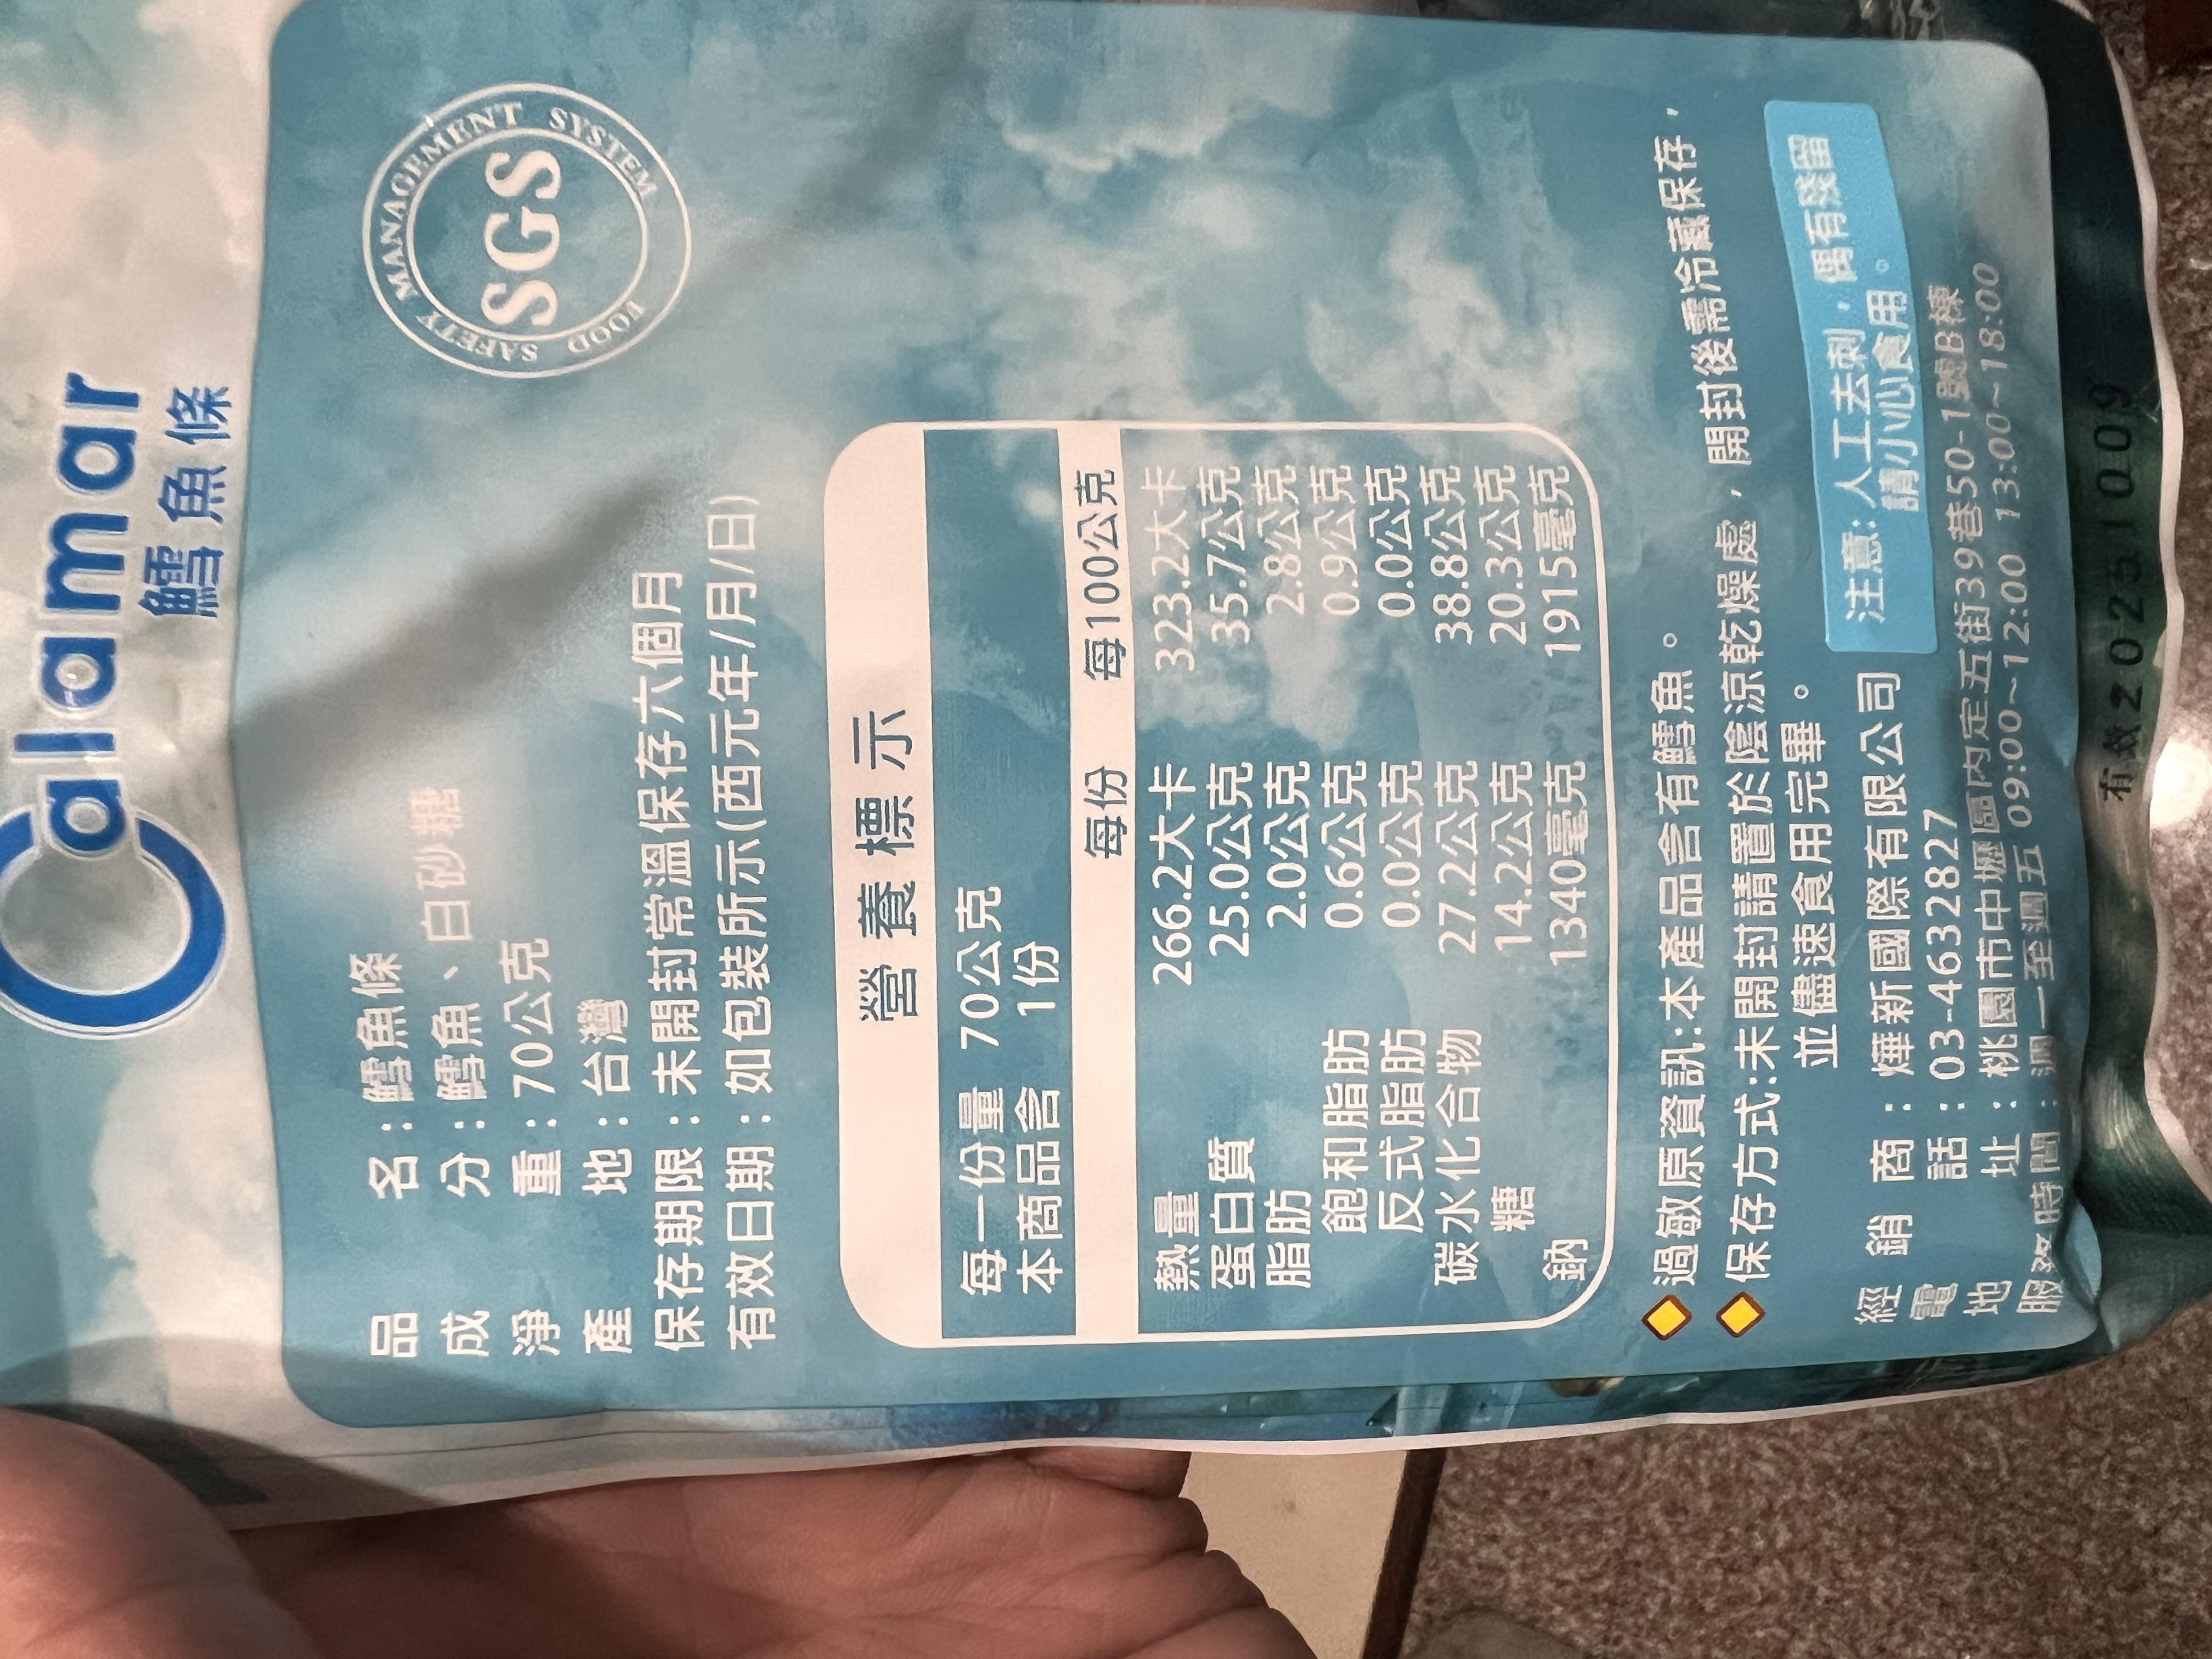 Calamar
鱈魚條
SGS
FOOD SAFETY MANAGEMENT SYSTEM
品名：鱈魚條
成分：鱈魚、白砂糖
淨重：70公克
產地：台灣
保存期限：未開封常溫保存六個月
有效日期：如包裝所示(西元年/月/日)
營養標示
每一份量 70公克
本商品含 1份
每份 每100公克
熱量 266.2大卡 323.2大卡
蛋白質 25.0公克 35.7公克
脂肪 2.0公克 2.8公克
飽和脂肪 0.6公克 0.9公克
反式脂肪 0.0公克 0.0公克
碳水化合物 27.2公克 38.8公克
糖 14.2公克 20.3公克
鈉 1340毫克 1915毫克
過敏原資訊:本產品含有鱈魚。
保存方式:未開封請置於陰涼乾燥處，開封後需冷藏保存，
並儘速食用完畢。
注意:人工去刺，偶有殘留
請小心食用。
經銷商：燁新國際有限公司
電話：03-4632827
地址：桃園市中壢區內定五街39巷50-1號B棟
服務時間：週一至週五 09:00~12:00 13:00~18:00
有效 20251009